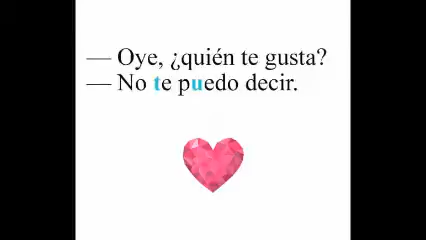 — Oye, ¿quién te gusta?
— No te puedo decir.